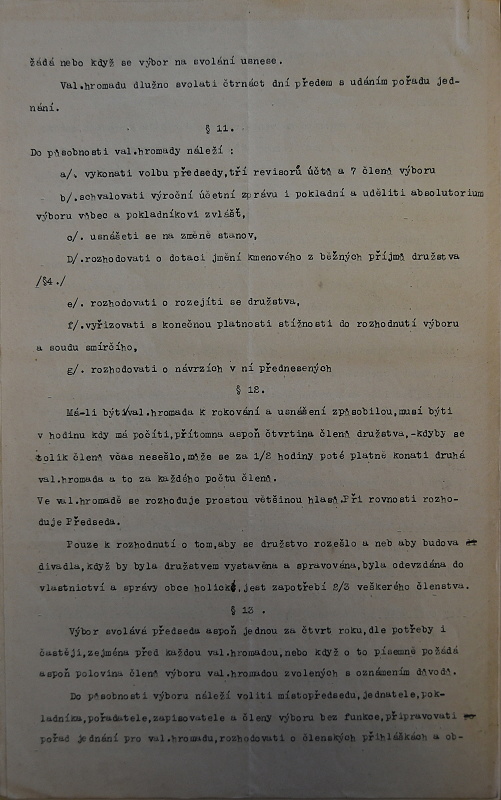 žádá nebo když se výbor na svolání usnese.
Val.hromadu dlužno svolati čtrnáct dní předem s udáním pořadu jed-
nání.
§ 11.
Do působnosti val.hromady náleží :
a/. vykonati volbu předsedy,tří revisorů účtů a 7 členů výboru
b/.schvalovati výroční účetní zprávu i pokladní a uděliti absolutorium
výboru vůbec a pokladníkovi zvlášť,
c/. usnášeti se na změně stanov,
D/.rozhodovati o dotaci jmění kmenového z běžných příjmů družstva
/§4./
e/. rozhodovati o rozejíti se družstva,
f/.vyřizovati s konečnou platností stížnosti do rozhodnutí výboru
a soudu smírčího,
g/. rozhodovati o návrzích v ní přednesených
§ 12.
Má-li býti val.hromada k rokování a usnášení způsobilou,musí býti
v hodinu kdy má počíti,přítomna aspoň čtvrtina členů družstva,-kdyby se
tolik členů včas nesešlo,může se za 1/2 hodiny poté platně konati druhá
val.hromada a to za každého počtu členů.
Ve val.hromadě se rozhoduje prostou většinou hlasů.Při rovnosti rozho-
duje Předseda.
Pouze k rozhodnutí o tom,aby se družstvo rozešlo a neb aby budova
divadla,když by byla družstvem vystavěna a spravována,byla odevzdána do
vlastnictví a správy obce holické,jest zapotřebí 2/3 veškerého členstva.
§ 13 .
Výbor svolává předseda aspoň jednou za čtvrt roku,dle potřeby i
častěji,zejména před každou val.hromadou,nebo když o to písemně požádá
aspoň polovina členů výboru val.hromadou zvolených s oznámením důvodů.
Do působnosti výboru náleží voliti místopředsedu,jednatele,pok-
ladníka,pořadatele,zapisovatele a členy výboru bez funkce,připravovati
pořad jednání pro val.hromadu,rozhodovati o členských přihláškách a ob-